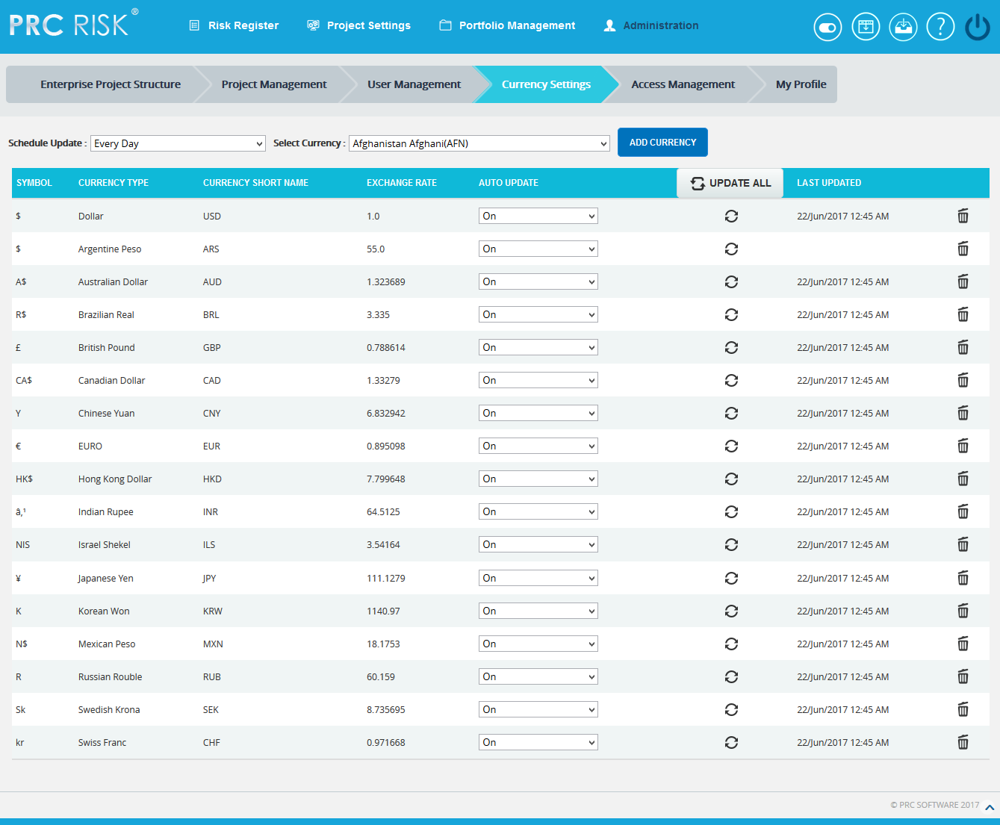 PRC RISK®
Risk Register Project Settings Portfolio Management Administration
Enterprise Project Structure Project Management User Management Currency Settings Access Management My Profile
Schedule Update : Every Day Select Currency : Afghanistan Afghani(AFN) ADD CURRENCY
SYMBOL CURRENCY TYPE CURRENCY SHORT NAME EXCHANGE RATE AUTO UPDATE UPDATE ALL LAST UPDATED
$ Dollar USD 1.0 On 22/Jun/2017 12:45 AM
$ Argentine Peso ARS 55.0 On
A$ Australian Dollar AUD 1.323689 On 22/Jun/2017 12:45 AM
R$ Brazilian Real BRL 3.335 On 22/Jun/2017 12:45 AM
£ British Pound GBP 0.788614 On 22/Jun/2017 12:45 AM
CA$ Canadian Dollar CAD 1.33279 On 22/Jun/2017 12:45 AM
Y Chinese Yuan CNY 6.832942 On 22/Jun/2017 12:45 AM
€ EURO EUR 0.895098 On 22/Jun/2017 12:45 AM
HK$ Hong Kong Dollar HKD 7.799648 On 22/Jun/2017 12:45 AM
â‚¹ Indian Rupee INR 64.5125 On 22/Jun/2017 12:45 AM
NIS Israel Shekel ILS 3.54164 On 22/Jun/2017 12:45 AM
¥ Japanese Yen JPY 111.1279 On 22/Jun/2017 12:45 AM
K Korean Won KRW 1140.97 On 22/Jun/2017 12:45 AM
N$ Mexican Peso MXN 18.1753 On 22/Jun/2017 12:45 AM
R Russian Rouble RUB 60.159 On 22/Jun/2017 12:45 AM
Sk Swedish Krona SEK 8.735695 On 22/Jun/2017 12:45 AM
kr Swiss Franc CHF 0.971668 On 22/Jun/2017 12:45 AM
© PRC SOFTWARE 2017